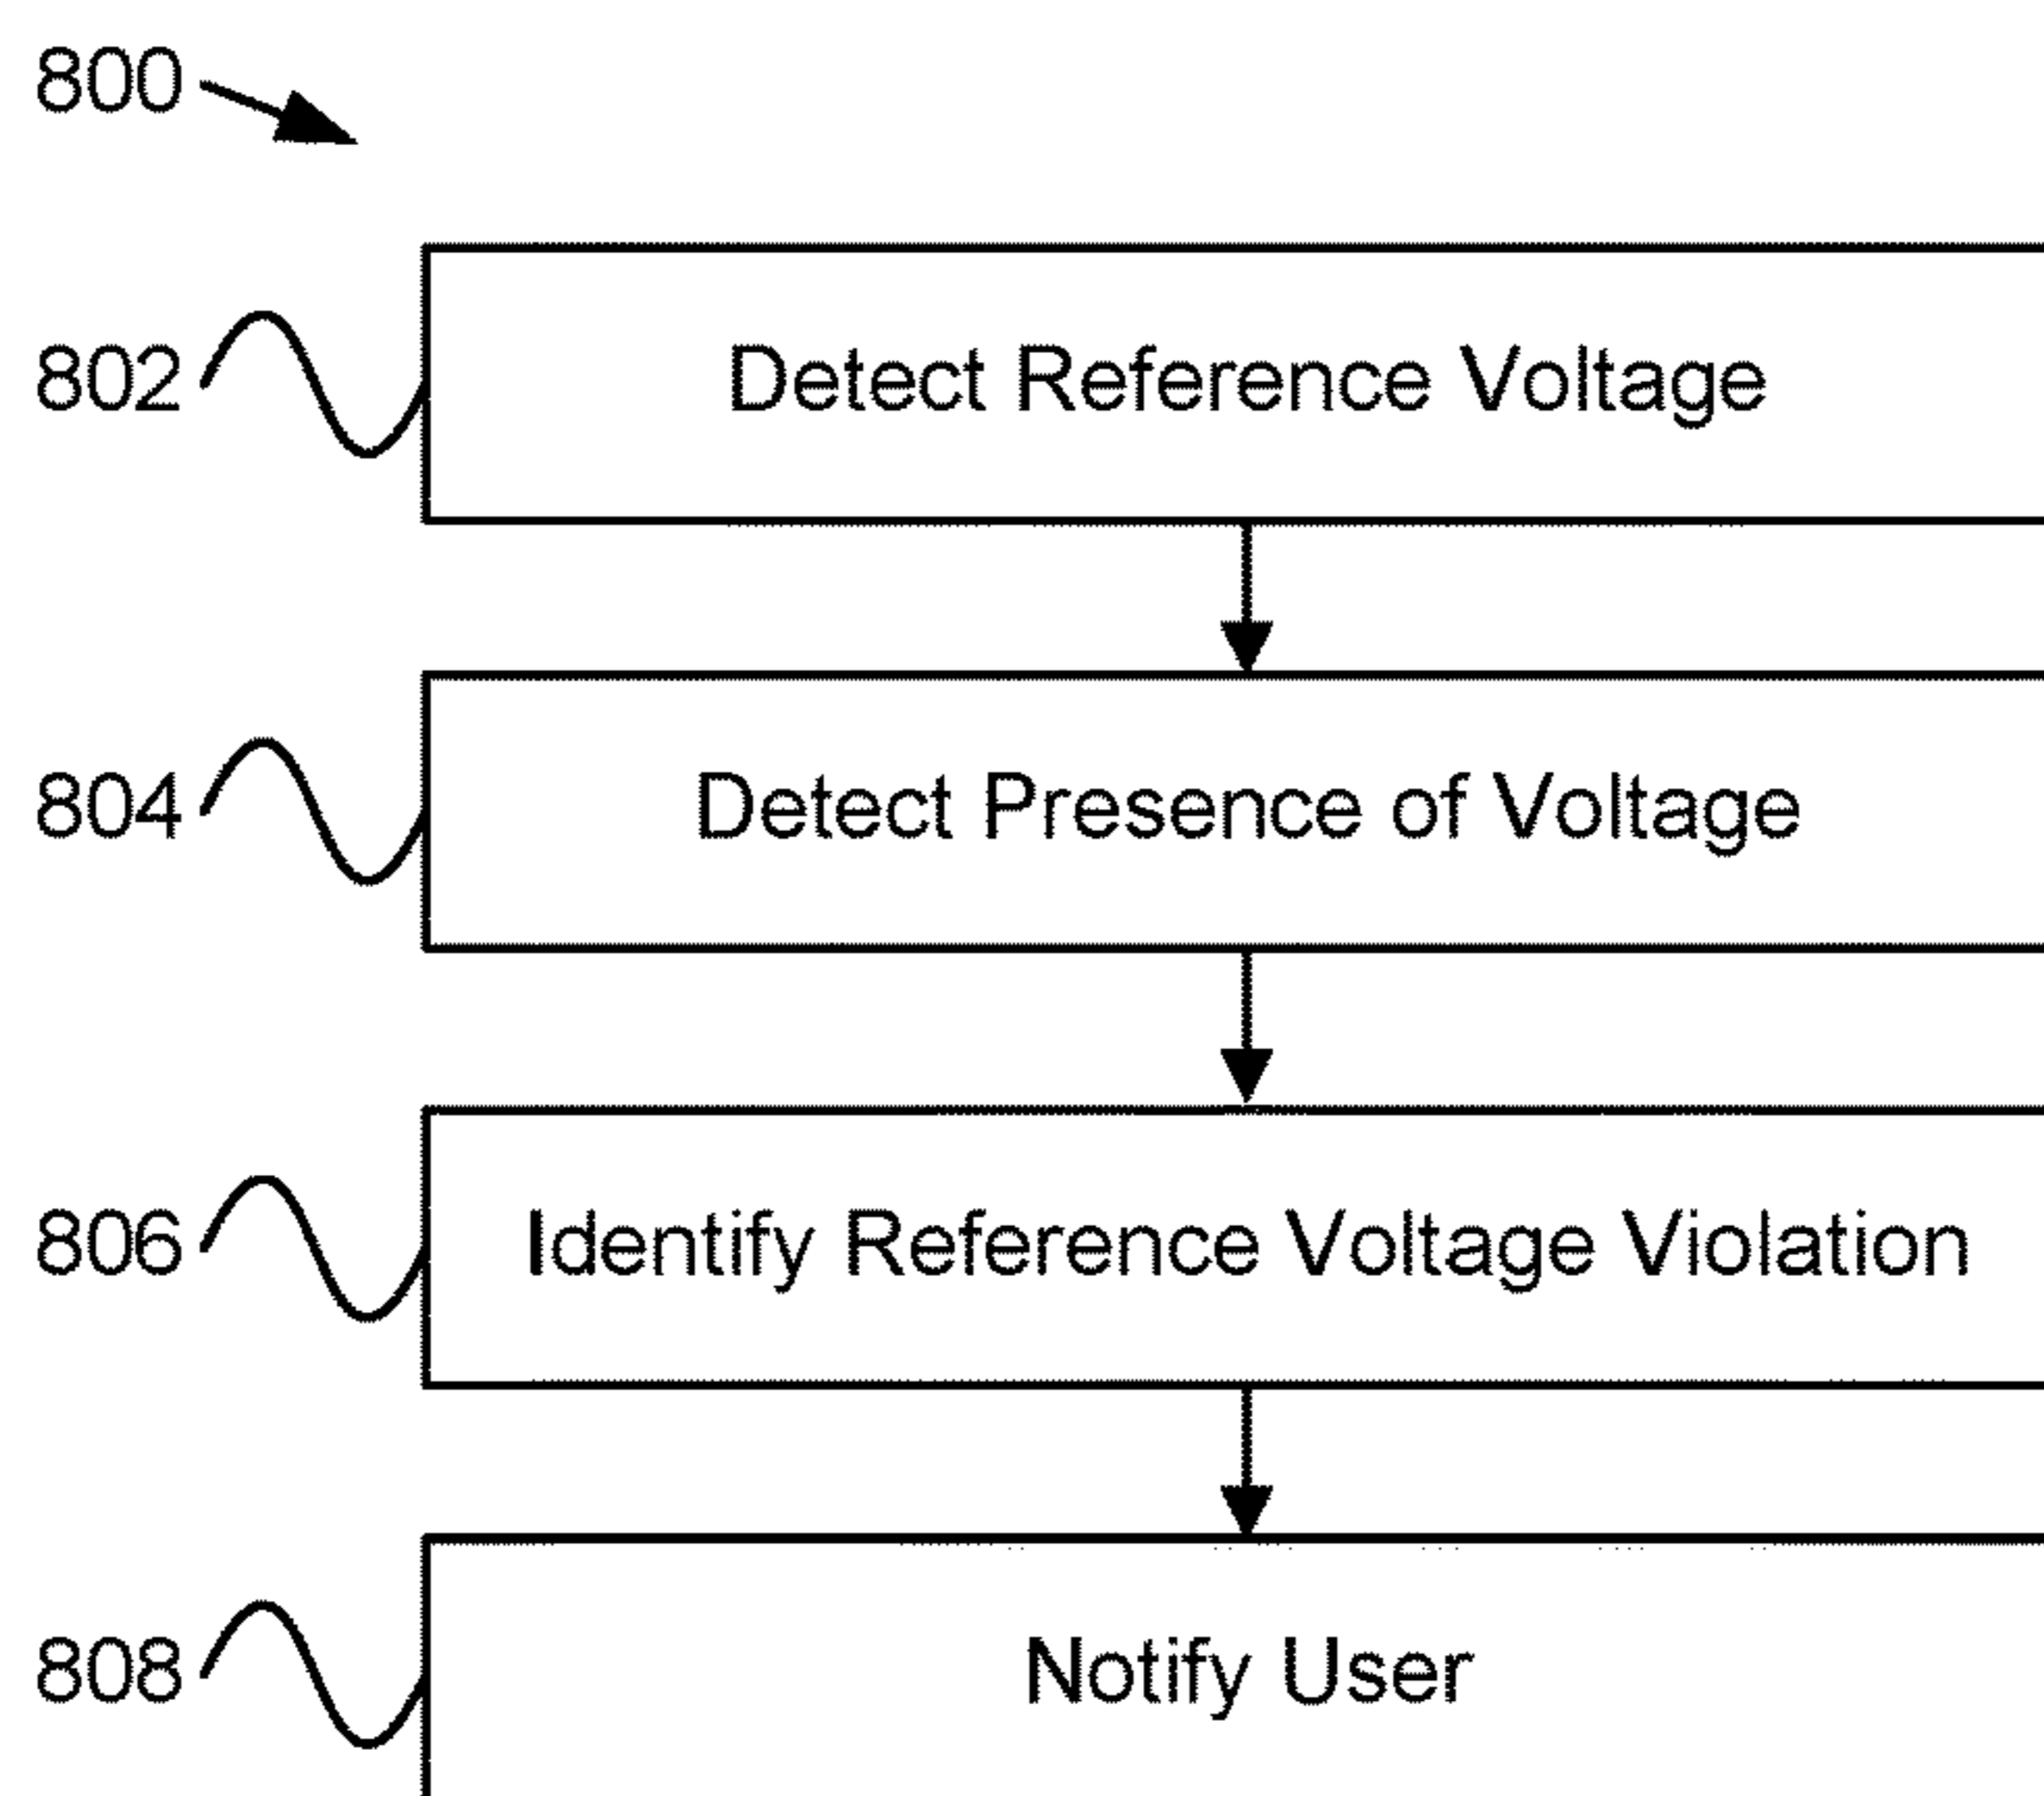 800
802 Detect Reference Voltage
804 Detect Presence of Voltage
806 Identify Reference Voltage Violation
808 Notify User